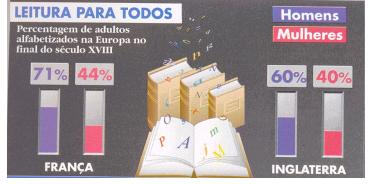 LEITURA PARA TODOS
Percentagem de adultos
alfabetizados na Europa no
final do século XVIII
Homens
Mulheres
71% 44%
60% 40%
FRANÇA
INGLATERRA